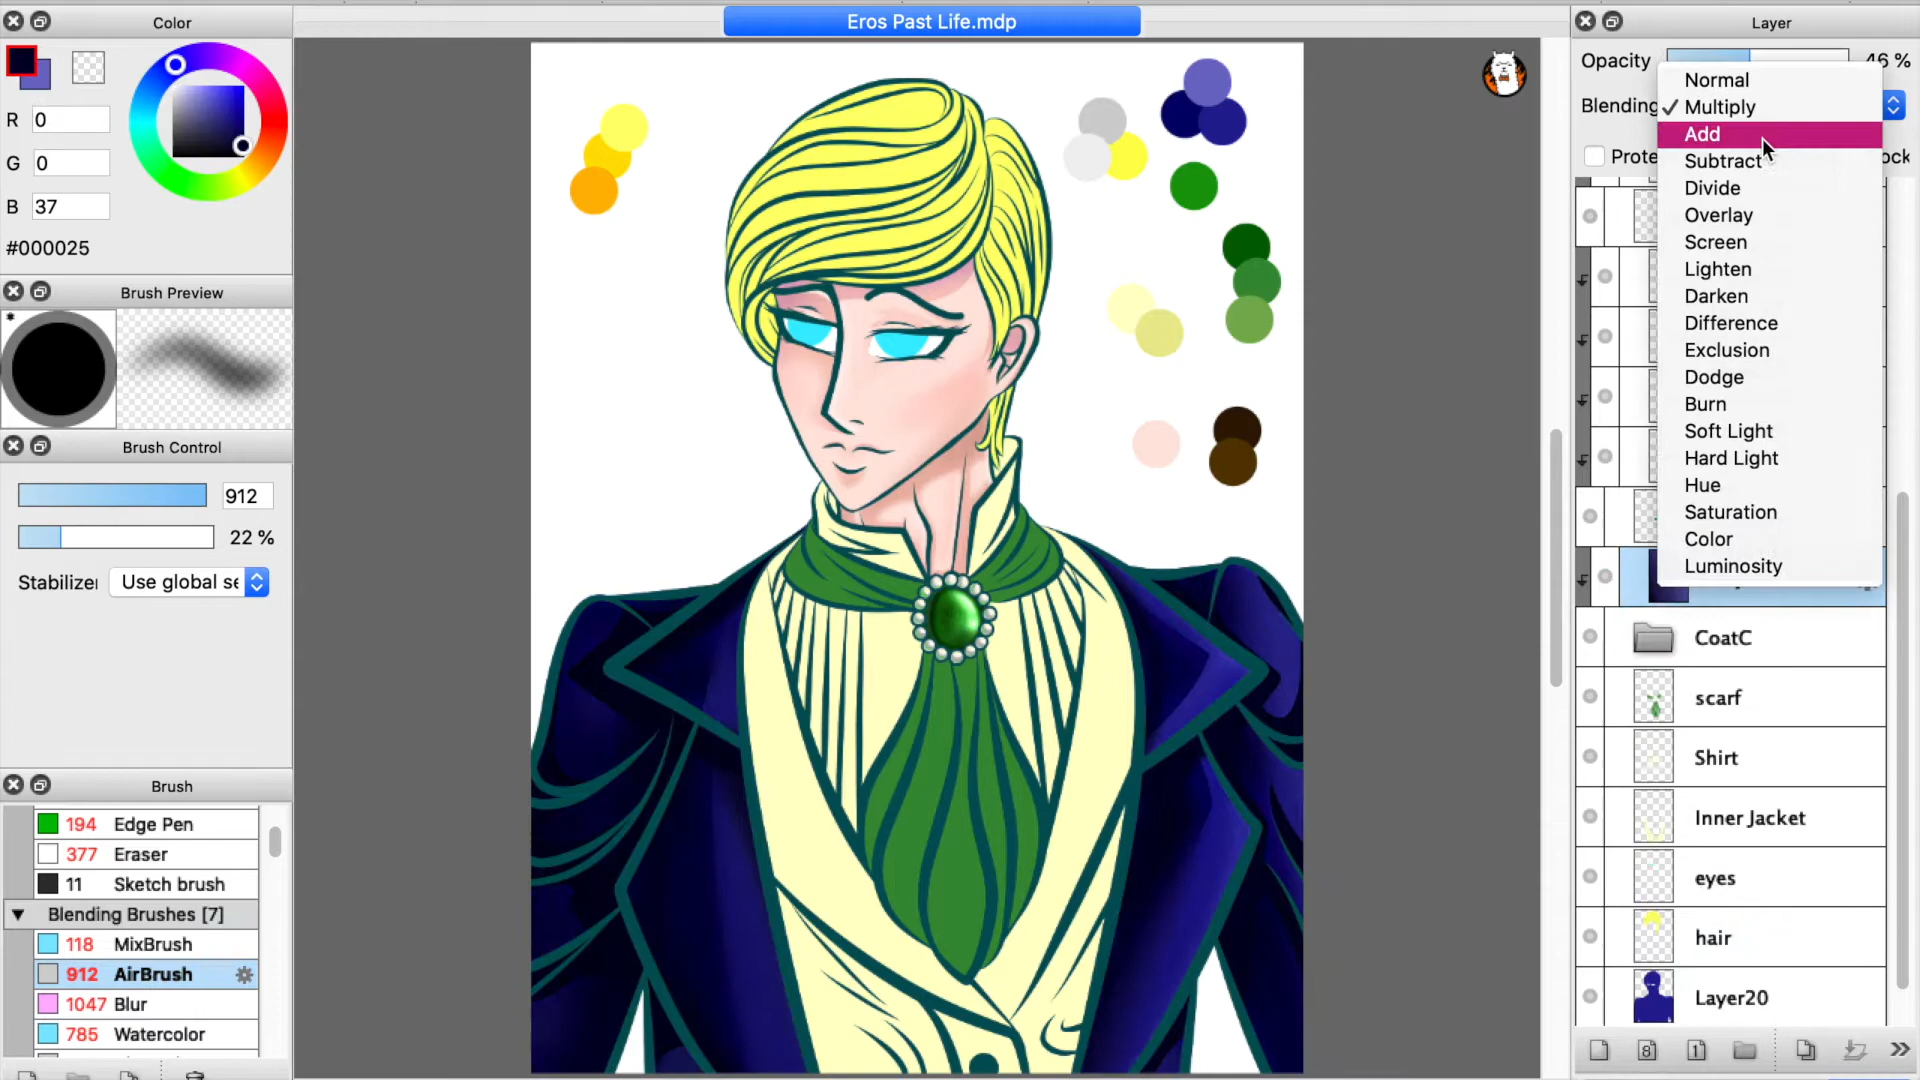 Color
R 0
G 0
B 37
#000025
Brush Preview
Brush Control
912
22 %
Use global se
Brush
194 Edge Pen
377 Eraser
11 Sketch brush
Blending Brushes [7]
118 MixBrush
912 AirBrush
1047 Blur
785 Watercolor
Eros Past Life.mdp
Layer
Opacity 46 %
Blending
Prote ock
Normal
Multiply
Add
Subtract
Divide
Overlay
Screen
Lighten
Darken
Difference
Exclusion
Dodge
Burn
Soft Light
Hard Light
Hue
Saturation
Color
Luminosity
CoatC
scarf
Shirt
Inner Jacket
eyes
hair
Layer20
8
1